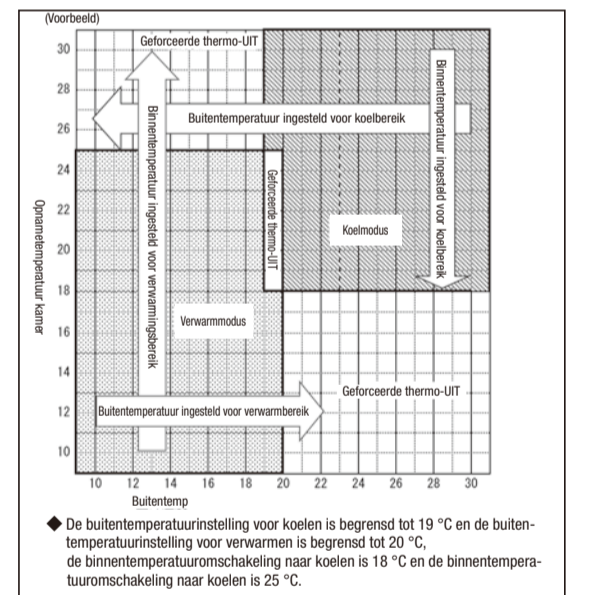 (Voorbeeld)
30
28
26
24
22
20
18
16
14
12
10
Opnametemperatuur kamer
Geforceerde thermo-UIT
Buitentemperatuur ingesteld voor koelbereik
Binnentemperatuur ingesteld voor verwarmingsbereik
Binnentemperatuur ingesteld voor koelbereik
Geforceerde thermo-UIT
Koelmodus
Verwarmmodus
Geforceerde thermo-UIT
Buitentemperatuur ingesteld voor verwarmbereik
10 12 14 16 18 20 22 24 26 28 30
Buitentemp
◆ De buitentemperatuurinstelling voor koelen is begrensd tot 19 °C en de buiten-
temperatuurinstelling voor verwarmen is begrensd tot 20 °C,
de binnentemperatuuromschakeling naar koelen is 18 °C en de binnentempera-
tuuromschakeling naar koelen is 25 °C.